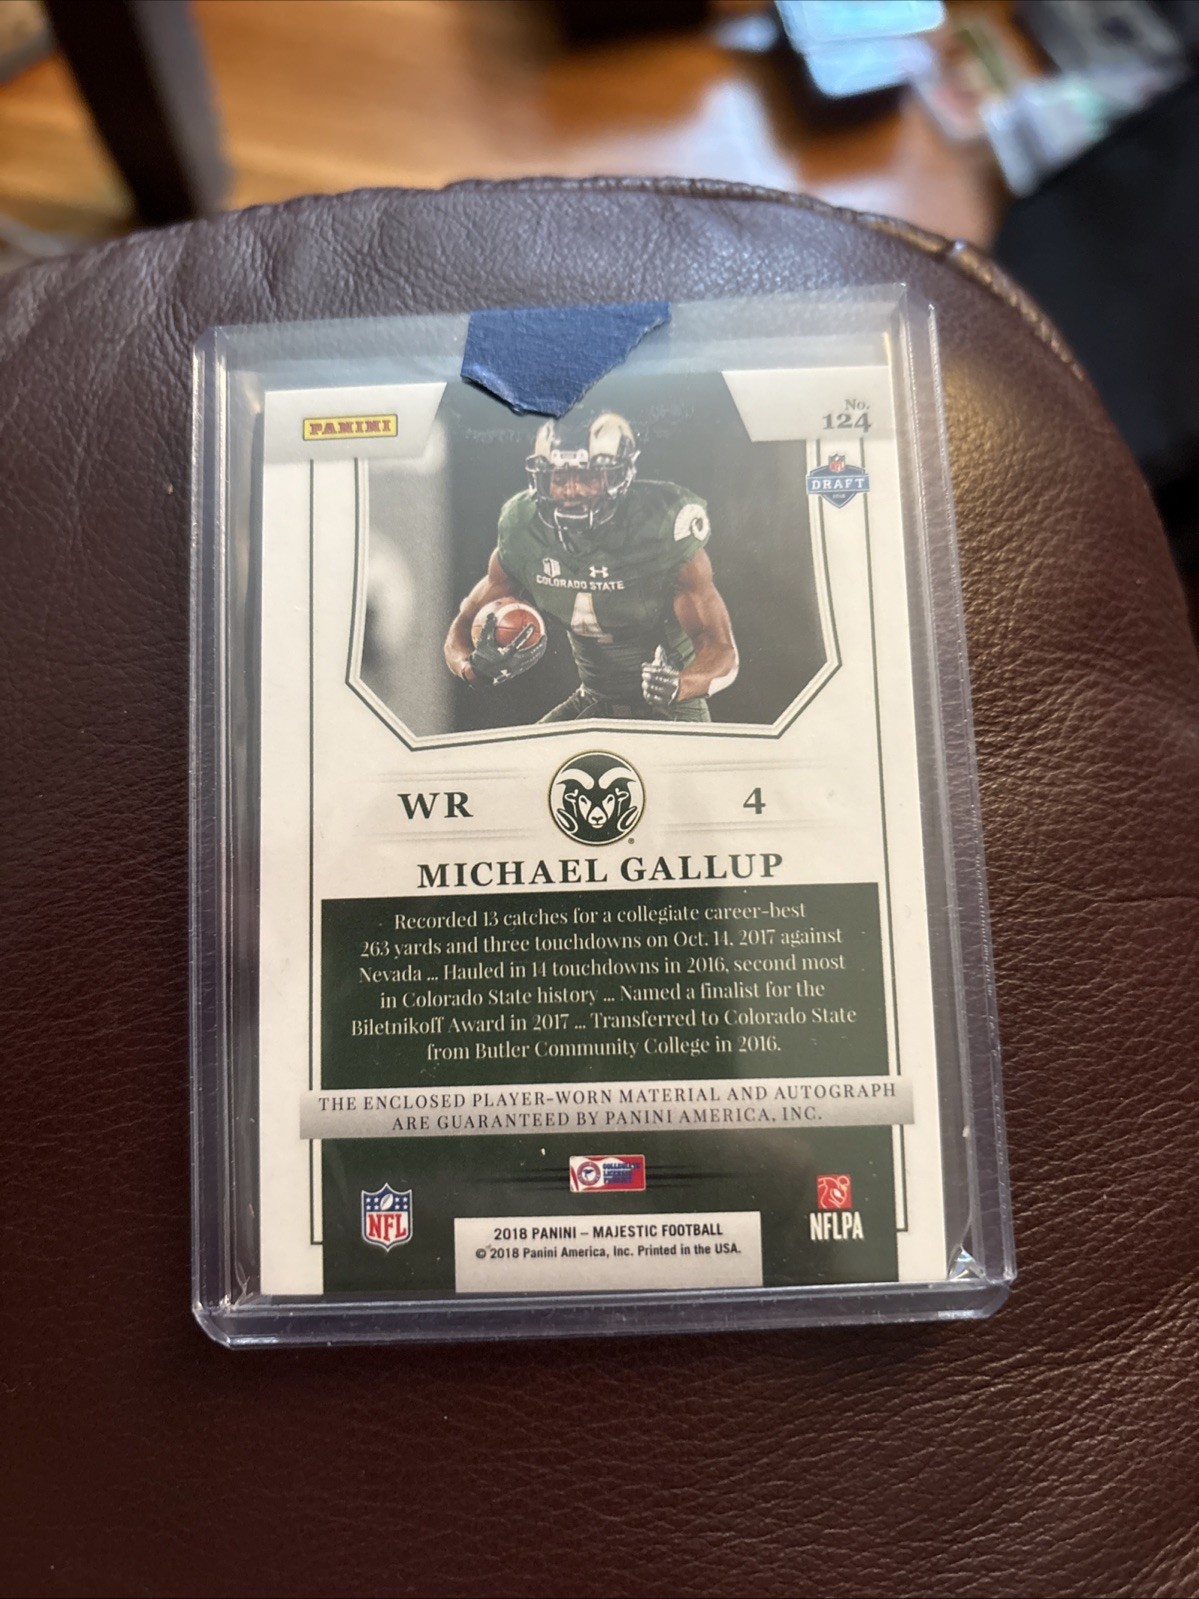 PANINI
No.
124
DRAFT
2018
COLORADO STATE
4
WR
4
MICHAEL GALLUP
Recorded 13 catches for a collegiate career-best
263 yards and three touchdowns on Oct. 14, 2017 against
Nevada ... Hauled in 14 touchdowns in 2016, second most
in Colorado State history ... Named a finalist for the
Biletnikoff Award in 2017 ... Transferred to Colorado State
from Butler Community College in 2016.
THE ENCLOSED PLAYER-WORN MATERIAL AND AUTOGRAPH
ARE GUARANTEED BY PANINI AMERICA, INC.
NFL
NFLPA
2018 PANINI – MAJESTIC FOOTBALL
© 2018 Panini America, Inc. Printed in the USA.